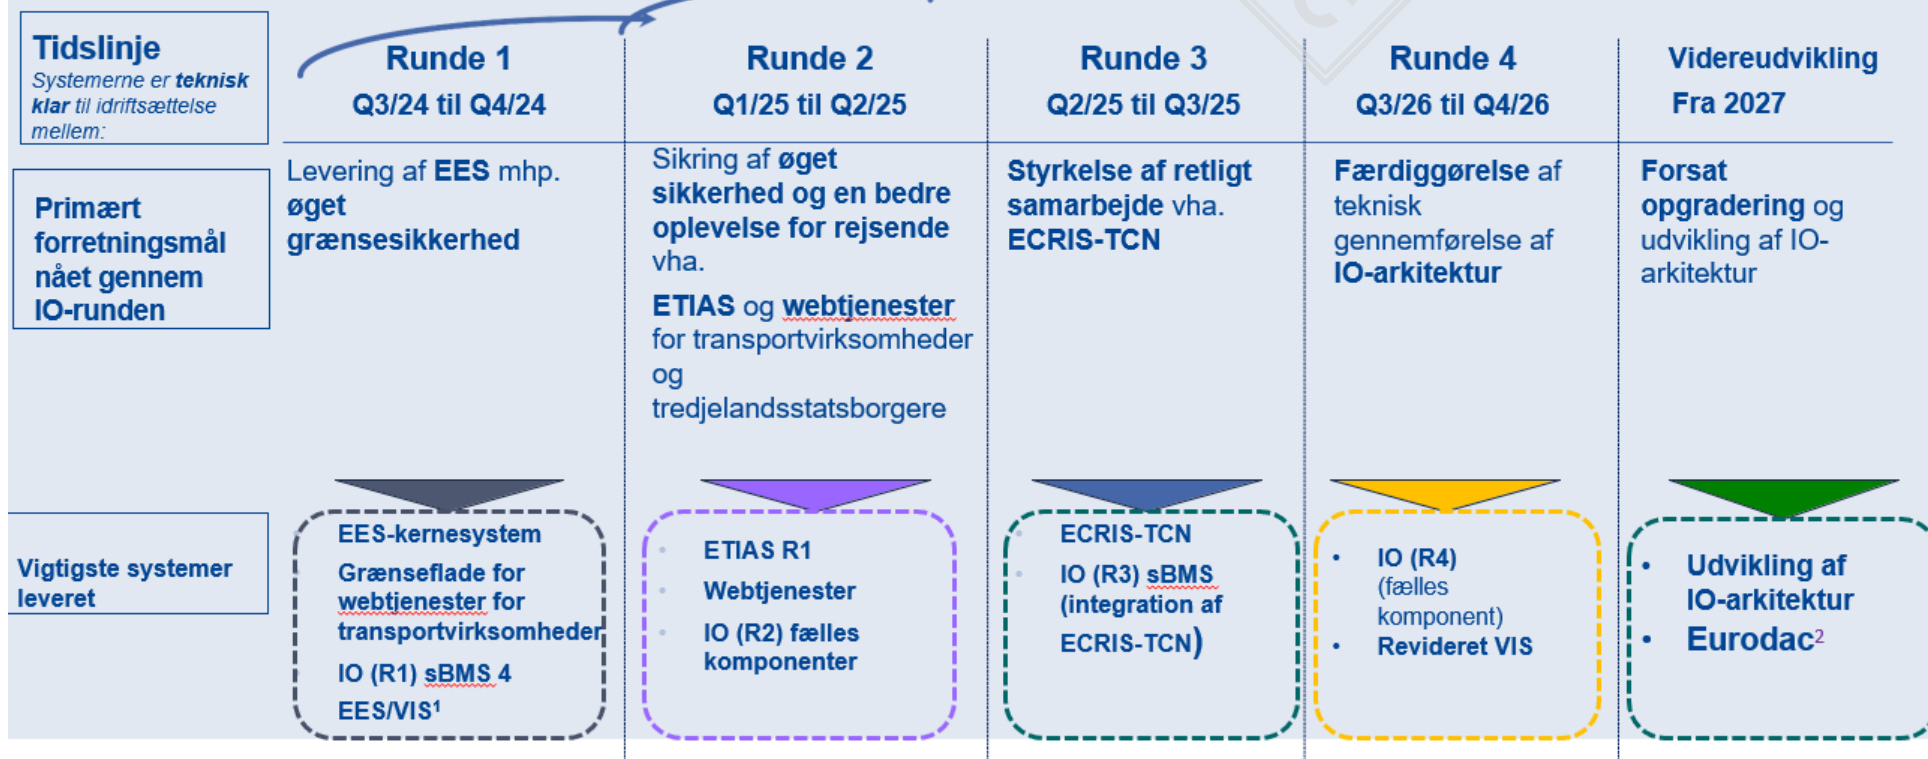 Tidslinje
Systemerne er teknisk
klar til idriftsættelse
mellem:
Runde 1
Q3/24 til Q4/24
Runde 2
Q1/25 til Q2/25
Runde 3
Q2/25 til Q3/25
Runde 4
Q3/26 til Q4/26
Videreudvikling
Fra 2027
Primært
forretningsmål
nået gennem
IO-runden
Levering af EES mhp.
øget
grænsesikkerhed
Sikring af øget
sikkerhed og en bedre
oplevelse for rejsende
vha.
ETIAS og webtjenester
for transportvirksomheder
og
tredjelandsstatsborgere
Styrkelse af retligt
samarbejde vha.
ECRIS-TCN
Færdiggørelse af
teknisk
gennemførelse af
IO-arkitektur
Forsat
opgradering og
udvikling af IO-
arkitektur
Vigtigste systemer
leveret
EES-kernesystem
Grænseflade for
webtjenester for
transportvirksomheder
IO (R1) sBMS 4
EES/VIS¹
• ETIAS R1
• Webtjenester
• IO (R2) fælles
komponenter
• ECRIS-TCN
• IO (R3) sBMS
(integration af
ECRIS-TCN)
• IO (R4)
(fælles
komponent)
• Revideret VIS
• Udvikling af
IO-arkitektur
• Eurodac²